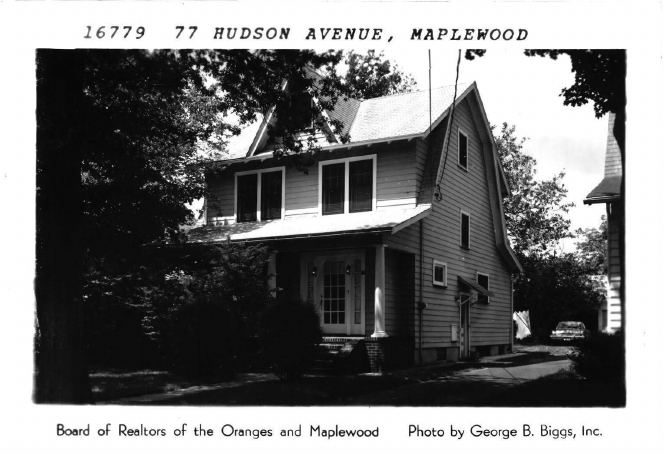 16779 77 HUDSON AVENUE, MAPLEWOOD
Board of Realtors of the Oranges and Maplewood Photo by George B. Biggs, Inc.